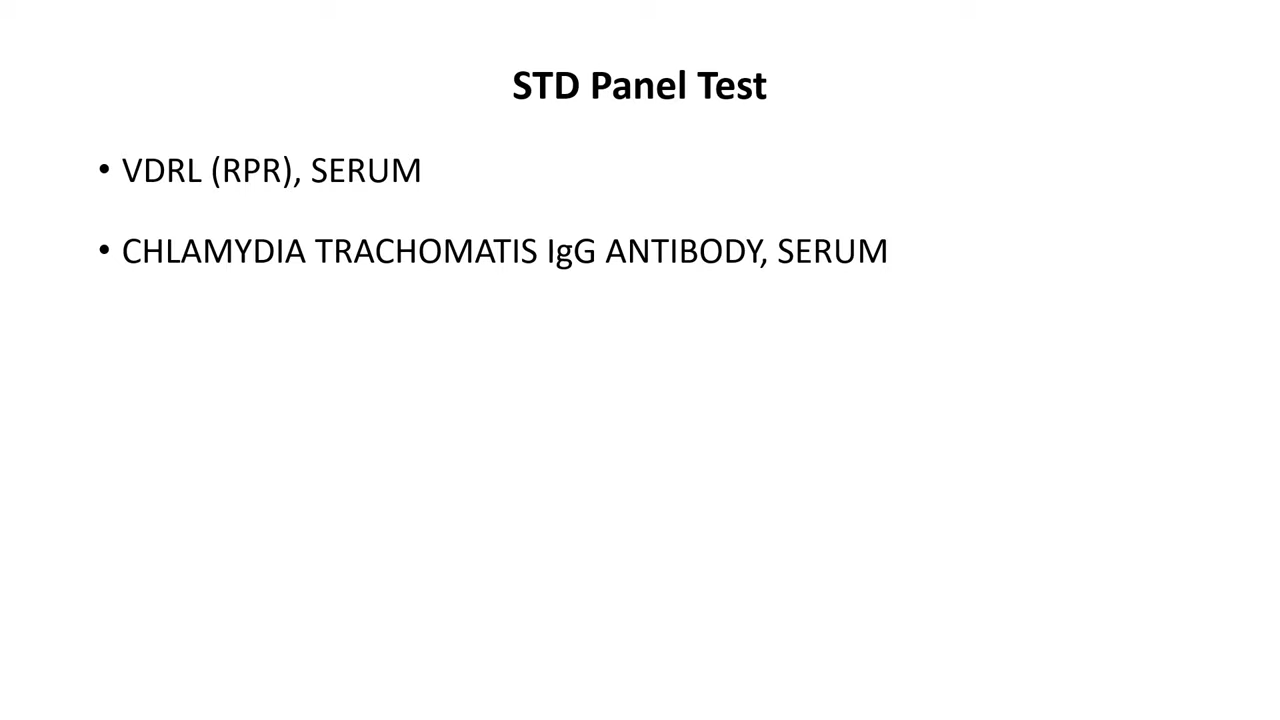 STD Panel Test
• VDRL (RPR), SERUM
• CHLAMYDIA TRACHOMATIS IgG ANTIBODY, SERUM